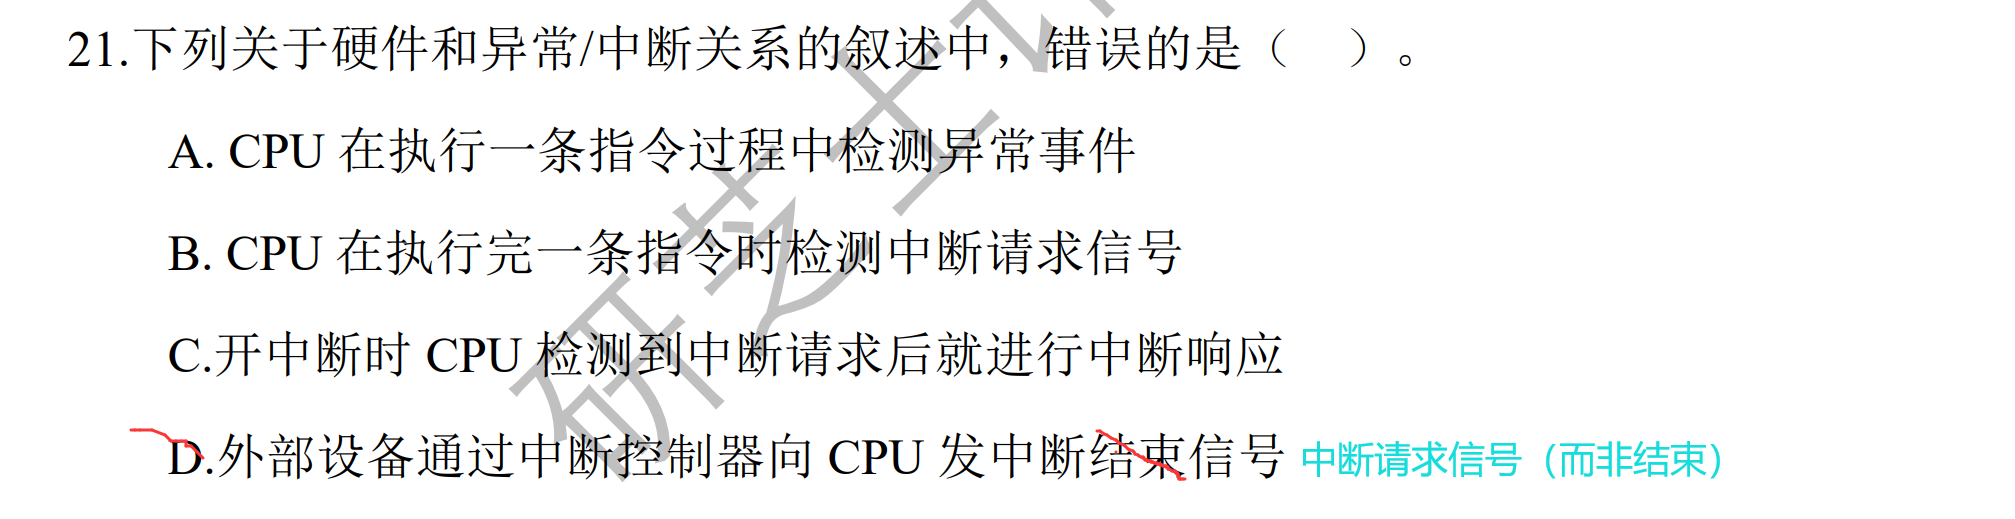 21.下列关于硬件和异常/中断关系的叙述中，错误的是（ ）。
A. CPU 在执行一条指令过程中检测异常事件
B. CPU 在执行完一条指令时检测中断请求信号
C.开中断时 CPU 检测到中断请求后就进行中断响应
D.外部设备通过中断控制器向 CPU 发中断结束信号 中断请求信号（而非结束）
研芝士